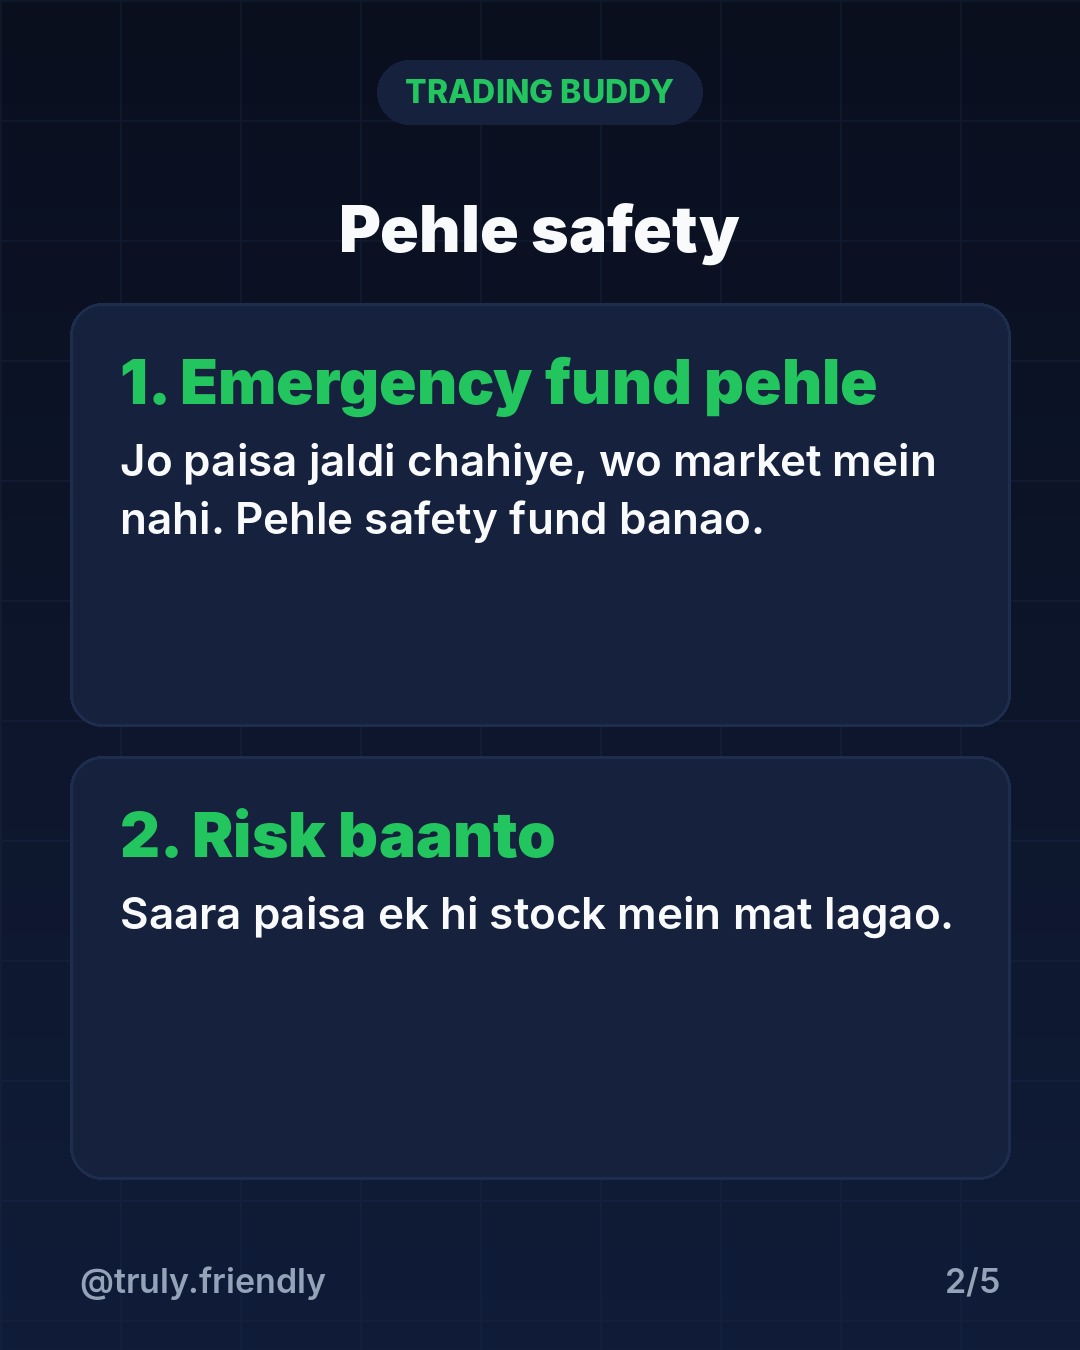 TRADING BUDDY
Pehle safety
1. Emergency fund pehle
Jo paisa jaldi chahiye, wo market mein
nahi. Pehle safety fund banao.
2. Risk baanto
Saara paisa ek hi stock mein mat lagao.
@truly.friendly
2/5